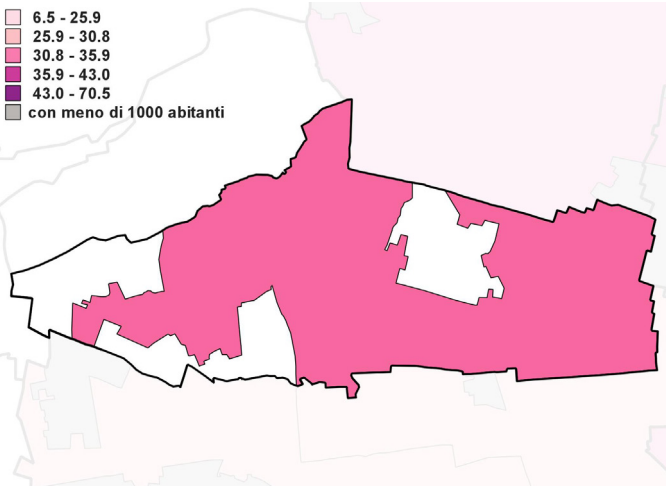 6.5 - 25.9
25.9 - 30.8
30.8 - 35.9
35.9 - 43.0
43.0 - 70.5
con meno di 1000 abitanti